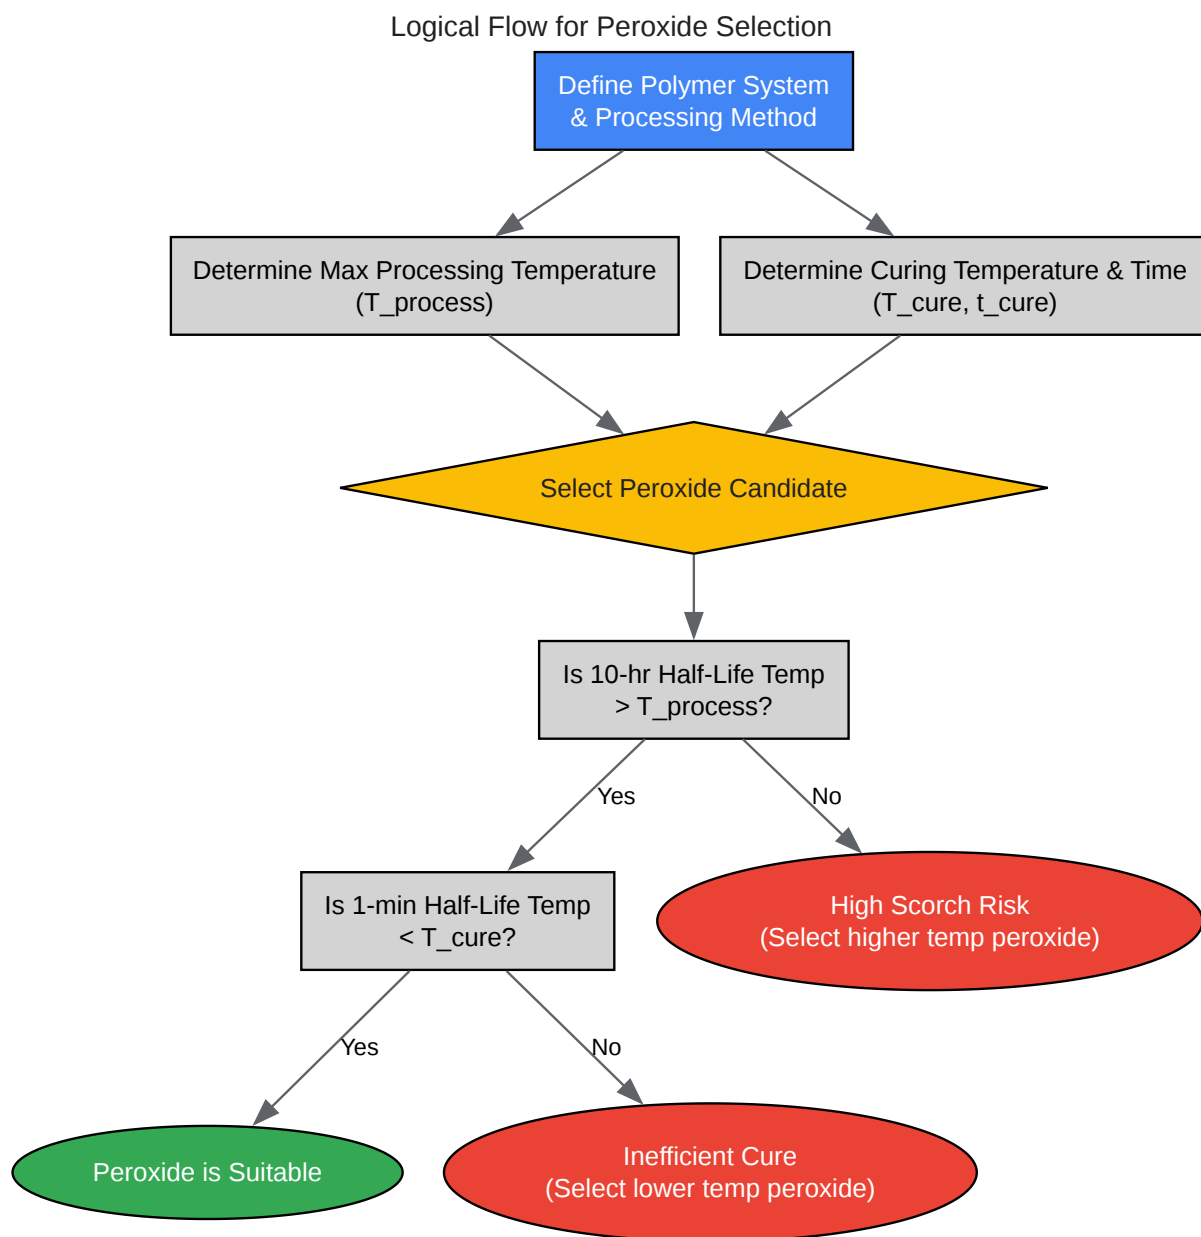 Logical Flow for Peroxide Selection
Define Polymer System
& Processing Method
Determine Max Processing Temperature
(T_process)
Determine Curing Temperature & Time
(T_cure, t_cure)
Select Peroxide Candidate
Is 10-hr Half-Life Temp
> T_process?
Yes
No
Is 1-min Half-Life Temp
< T_cure?
High Scorch Risk
(Select higher temp peroxide)
Yes
No
Peroxide is Suitable
Inefficient Cure
(Select lower temp peroxide)